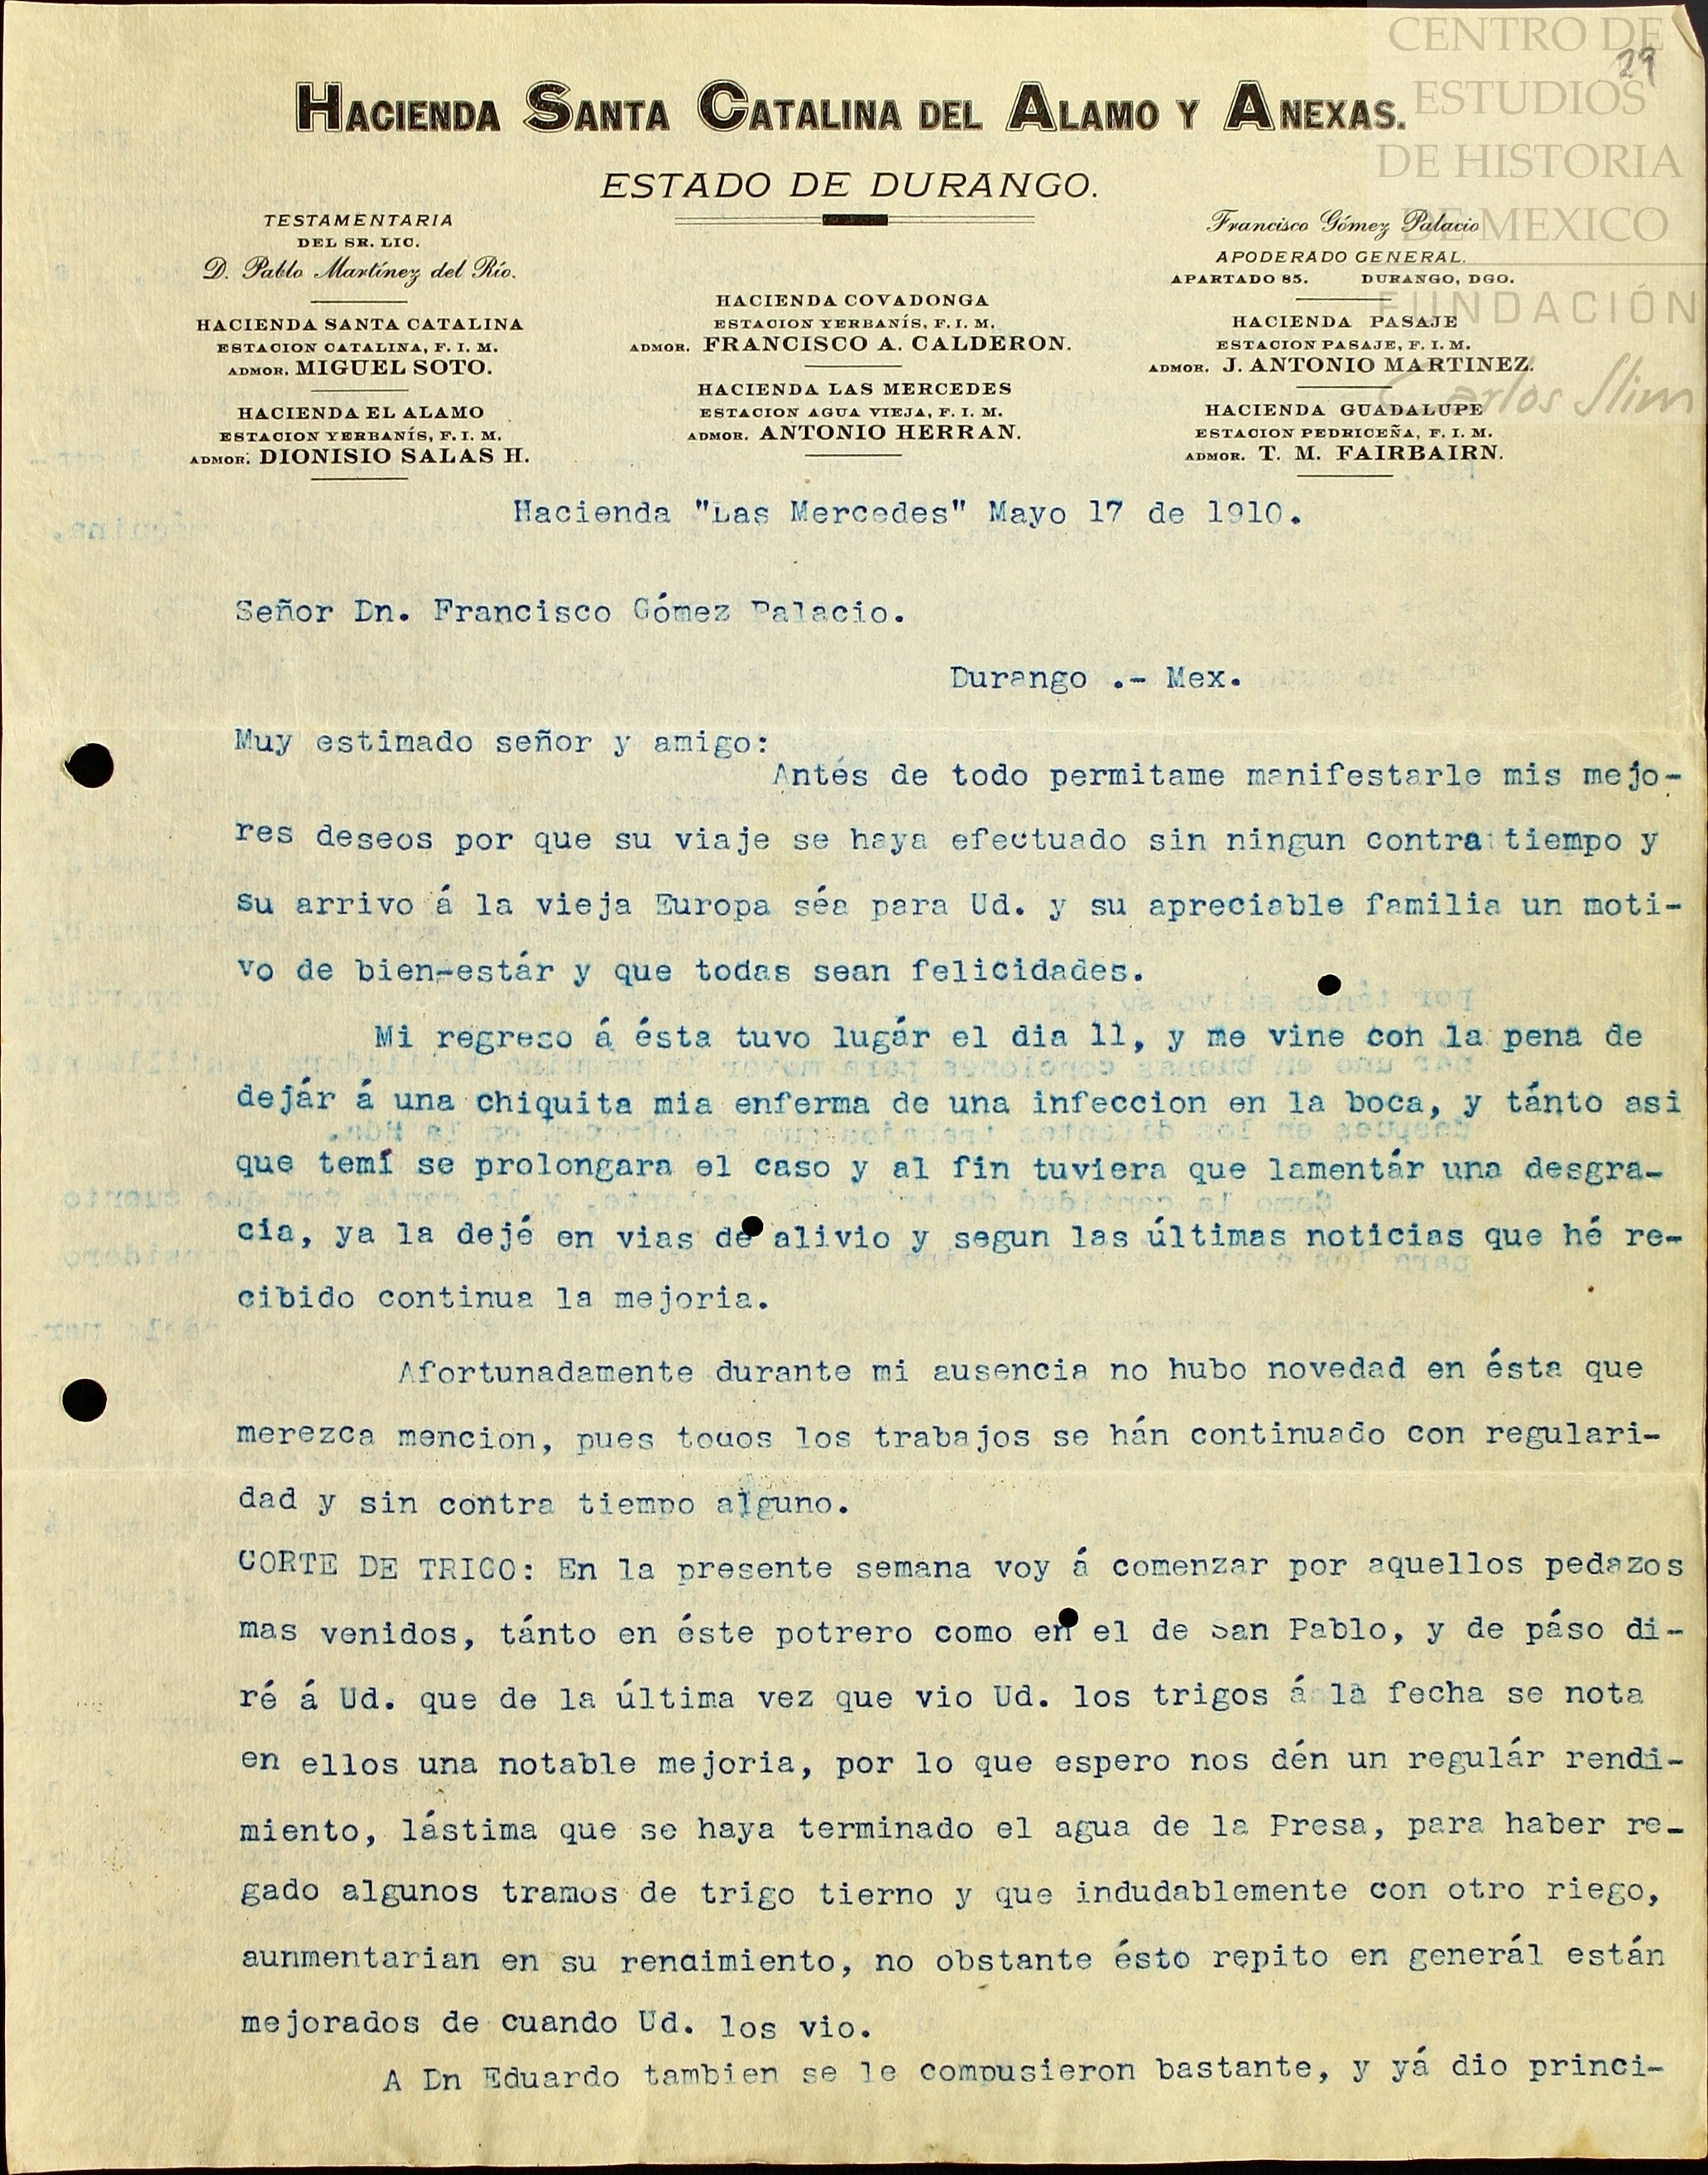 CENTRO DE
ESTUDIOS
DE HISTORIA
DE MEXICO
FUNDACIÓN
Carlos Slim
29
HACIENDA SANTA CATALINA DEL ALAMO Y ANEXAS.
ESTADO DE DURANGO.
TESTAMENTARIA
DEL SR. LIC.
D. Pablo Martínez del Río.
HACIENDA SANTA CATALINA
ESTACION CATALINA, F. I. M.
ADMOR. MIGUEL SOTO.
HACIENDA EL ALAMO
ESTACION YERBANÍS, F. I. M.
ADMOR. DIONISIO SALAS H.
HACIENDA COVADONGA
ESTACION YERBANÍS, F. I. M.
ADMOR. FRANCISCO A. CALDERON.
HACIENDA LAS MERCEDES
ESTACION AGUA VIEJA, F. I. M.
ADMOR. ANTONIO HERRAN.
Francisco Gómez Palacio
APODERADO GENERAL.
APARTADO 85. DURANGO, DGO.
HACIENDA PASAJE
ESTACION PASAJE, F. I. M.
ADMOR. J. ANTONIO MARTINEZ.
HACIENDA GUADALUPE
ESTACION PEDRICEÑA, F. I. M.
ADMOR. T. M. FAIRBAIRN.
Hacienda "Las Mercedes" Mayo 17 de 1910.
Señor Dn. Francisco Gómez Palacio.
Durango .- Mex.
Muy estimado señor y amigo:
Antés de todo permitame manifestarle mis mejo-
res deseos por que su viaje se haya efectuado sin ningun contra tiempo y
su arrivo á la vieja Europa séa para Ud. y su apreciable familia un moti-
vo de bien-estár y que todas sean felicidades.
Mi regreso á ésta tuvo lugár el dia 11, y me vine con la pena de
dejár á una chiquita mia enferma de una infeccion en la boca, y tánto asi
que temí se prolongara el caso y al fin tuviera que lamentár una desgra-
cia, ya la dejé en vias de alivio y segun las últimas noticias que hé re-
cibido continua la mejoria.
Afortunadamente durante mi ausencia no hubo novedad en ésta que
merezca mencion, pues todos los trabajos se hán continuado con regulari-
dad y sin contra tiempo alguno.
CORTE DE TRIGO: En la presente semana voy á comenzar por aquellos pedazos
mas venidos, tánto en éste potrero como en el de San Pablo, y de páso di-
ré á Ud. que de la última vez que vio Ud. los trigos á la fecha se nota
en ellos una notable mejoria, por lo que espero nos dén un regulár rendi-
miento, lástima que se haya terminado el agua de la Presa, para haber re-
gado algunos tramos de trigo tierno y que indudablemente con otro riego,
aunmentarian en su rendimiento, no obstante ésto repito en generál están
mejorados de cuando Ud. los vio.
A Dn Eduardo tambien se le compusieron bastante, y yá dio princi-